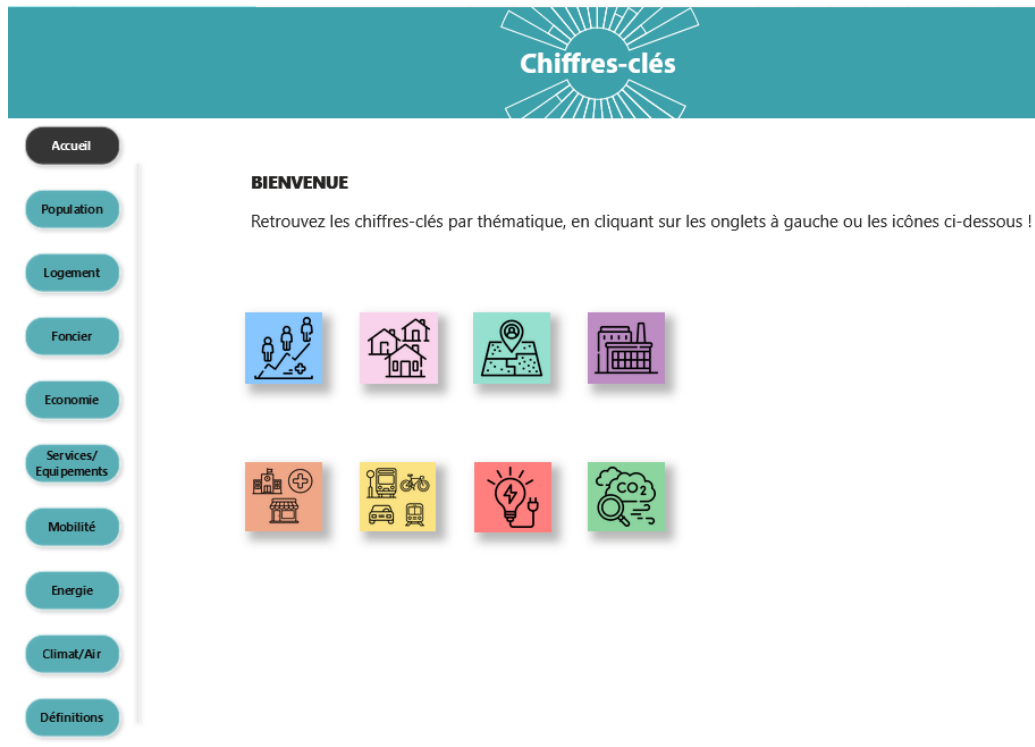 Chiffres-clés
Accueil
Population
Logement
Foncier
Economie
Services/
Equipements
Mobilité
Energie
Climat/Air
Définitions
BIENVENUE
Retrouvez les chiffres-clés par thématique, en cliquant sur les onglets à gauche ou les icônes ci-dessous !
CO2